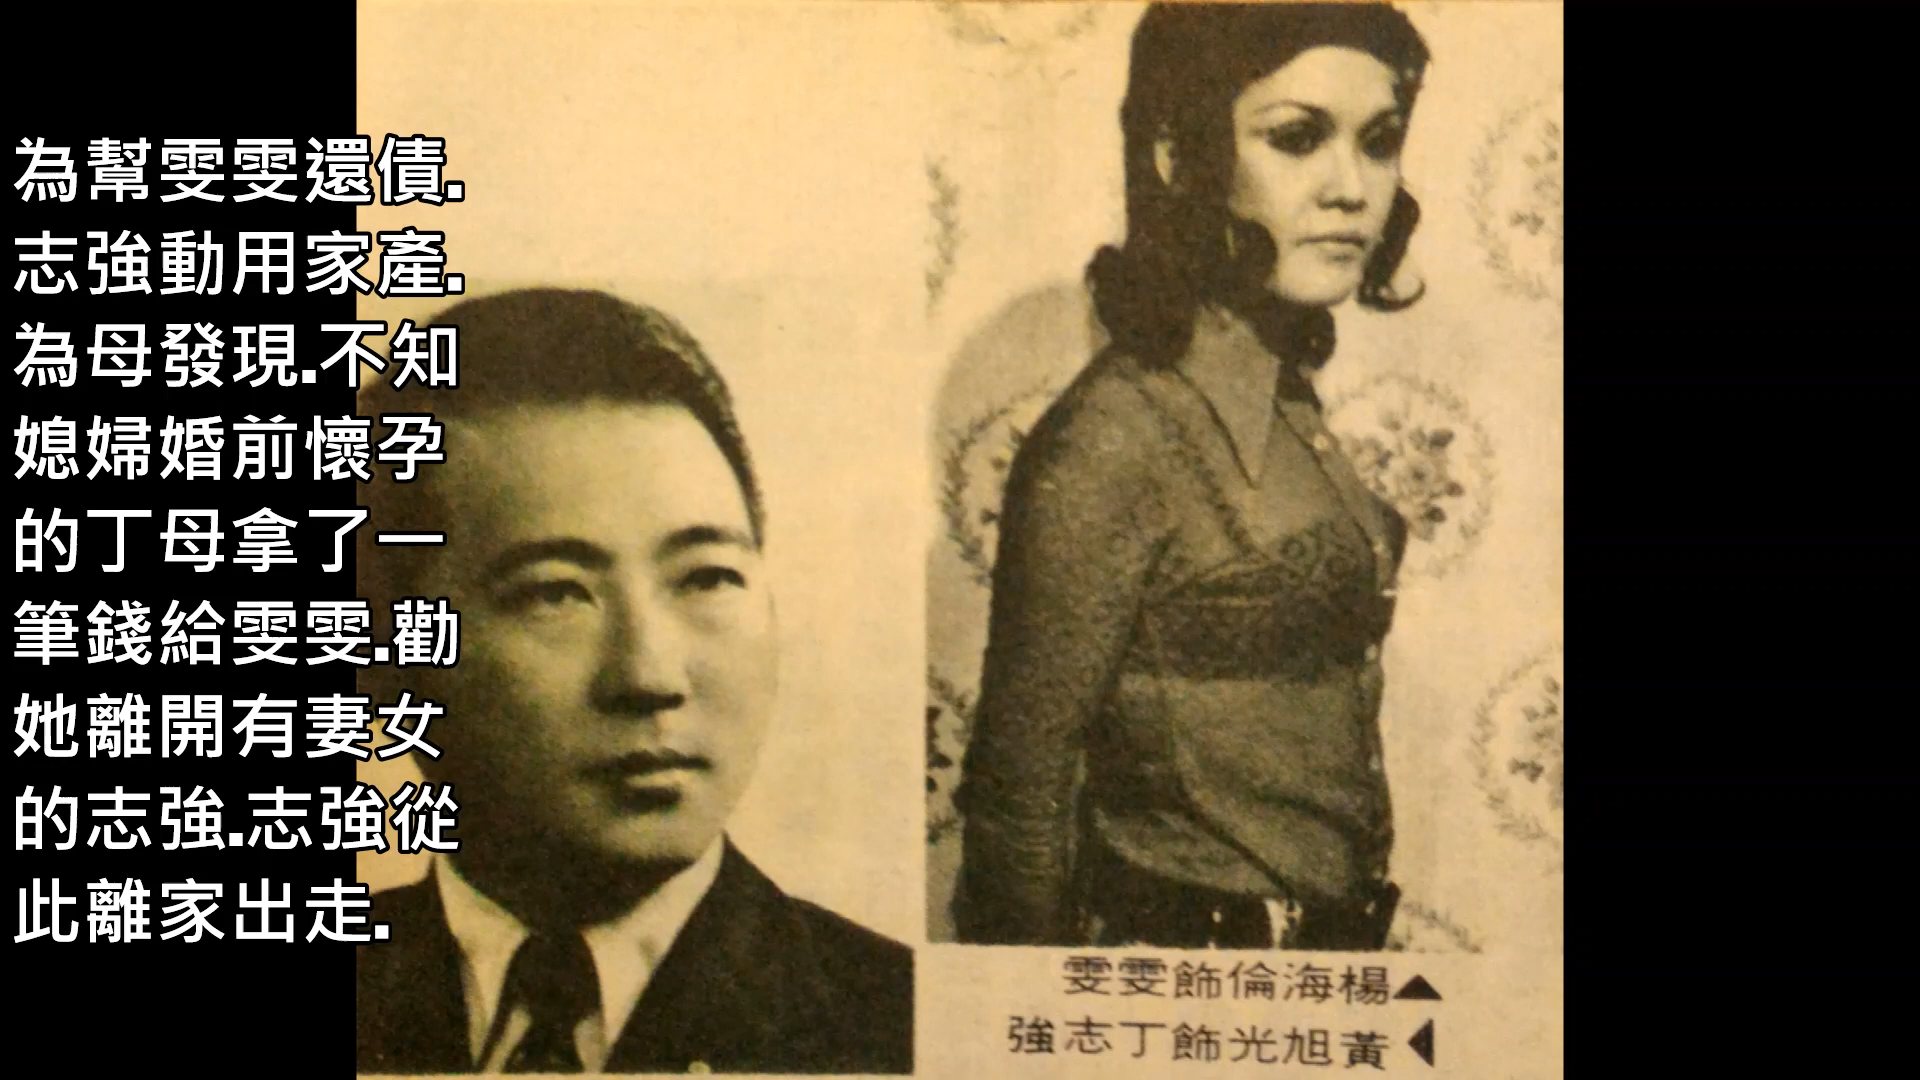 為幫雯雯還債.
志強動用家產.
為母發現.不知
媳婦婚前懷孕
的丁母拿了一
筆錢給雯雯.勸
她離開有妻女
的志強.志強從
此離家出走.
▲楊海倫飾雯雯
◀黃旭光飾丁志強